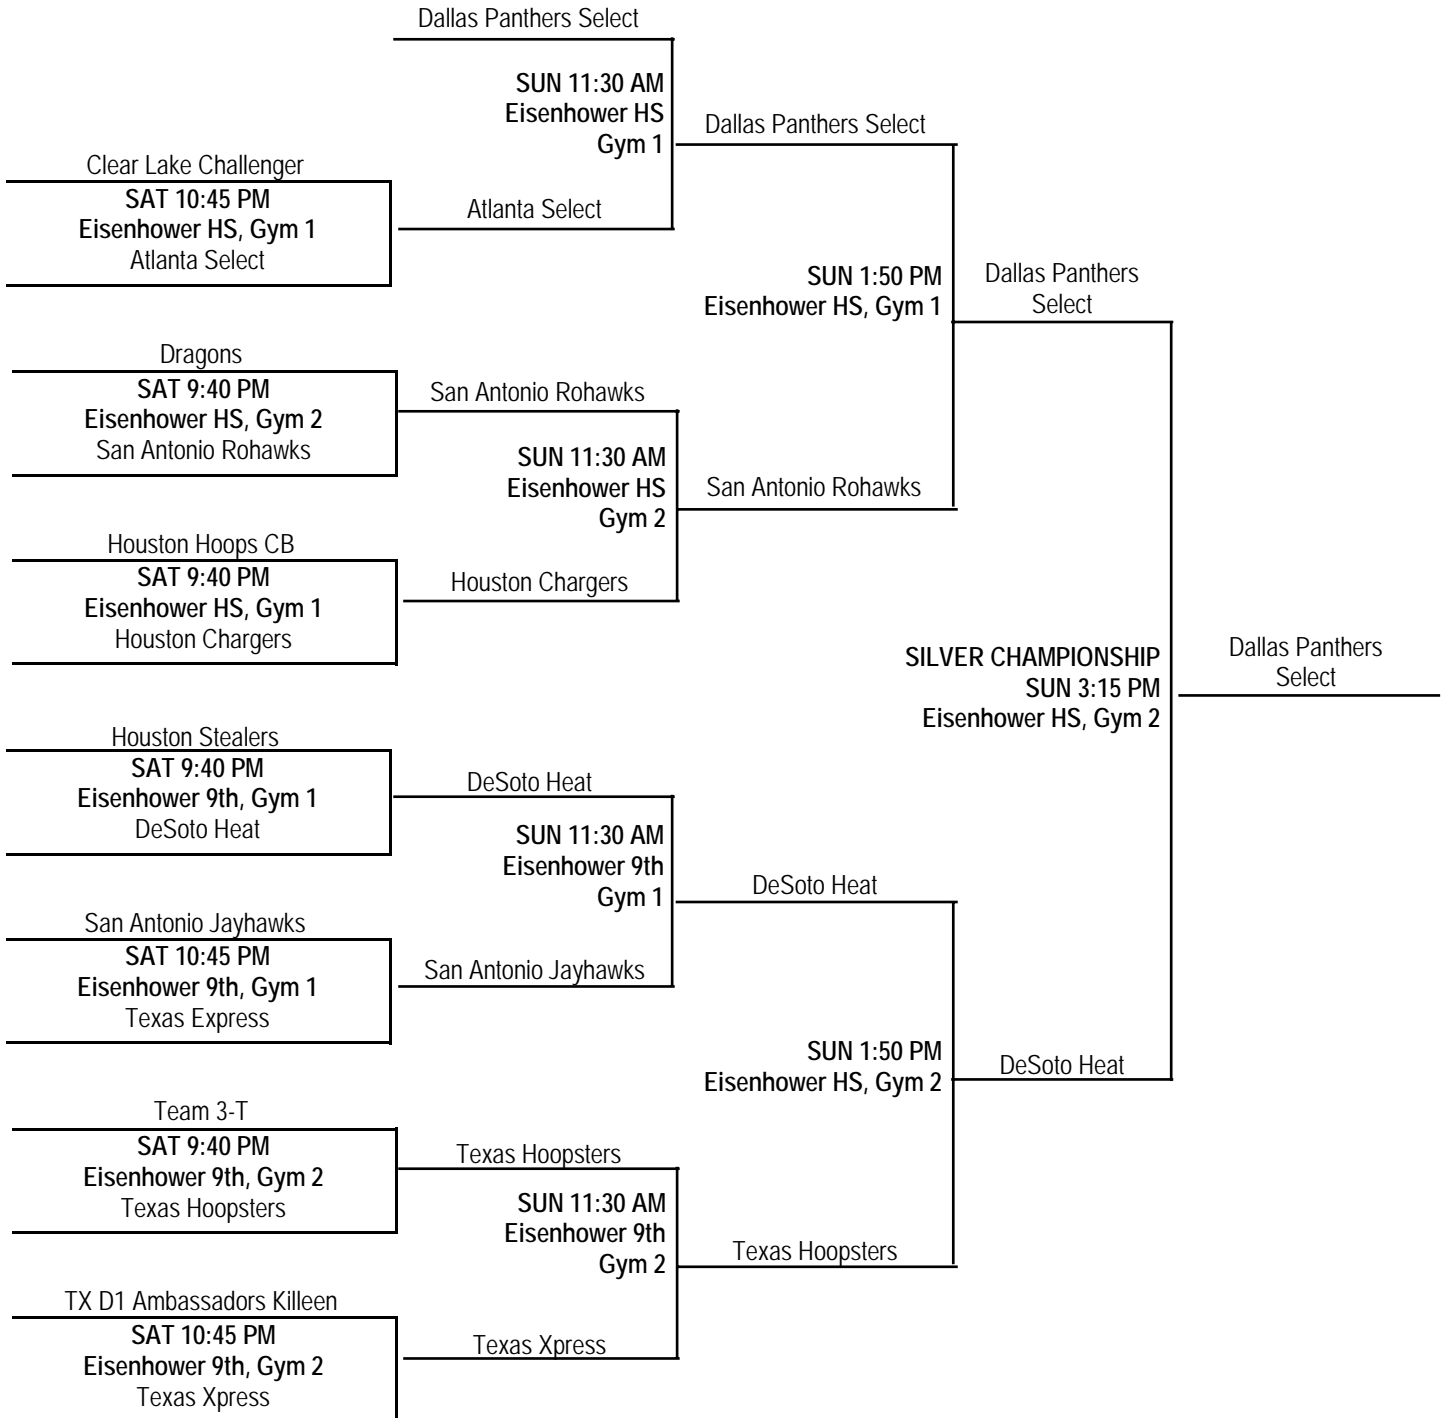 Dallas Panthers Select
SUN 11:30 AM
Eisenhower HS
Gym 1
Dallas Panthers Select
Clear Lake Challenger
SAT 10:45 PM
Eisenhower HS, Gym 1
Atlanta Select
Atlanta Select
SUN 1:50 PM
Eisenhower HS, Gym 1
Dallas Panthers
Select
Dragons
SAT 9:40 PM
Eisenhower HS, Gym 2
San Antonio Rohawks
San Antonio Rohawks
SUN 11:30 AM
Eisenhower HS
Gym 2
San Antonio Rohawks
Houston Hoops CB
SAT 9:40 PM
Eisenhower HS, Gym 1
Houston Chargers
Houston Chargers
SILVER CHAMPIONSHIP
SUN 3:15 PM
Eisenhower HS, Gym 2
Dallas Panthers
Select
Houston Stealers
SAT 9:40 PM
Eisenhower 9th, Gym 1
DeSoto Heat
DeSoto Heat
SUN 11:30 AM
Eisenhower 9th
Gym 1
DeSoto Heat
San Antonio Jayhawks
SAT 10:45 PM
Eisenhower 9th, Gym 1
Texas Express
San Antonio Jayhawks
SUN 1:50 PM
Eisenhower HS, Gym 2
DeSoto Heat
Team 3-T
SAT 9:40 PM
Eisenhower 9th, Gym 2
Texas Hoopsters
Texas Hoopsters
SUN 11:30 AM
Eisenhower 9th
Gym 2
Texas Hoopsters
TX D1 Ambassadors Killeen
SAT 10:45 PM
Eisenhower 9th, Gym 2
Texas Xpress
Texas Xpress